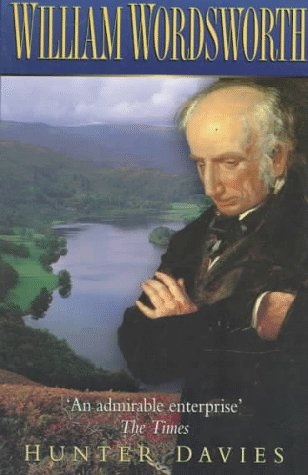 WILLIAM WORDSWORTH
‘An admirable enterprise’
The Times
HUNTER DAVIES